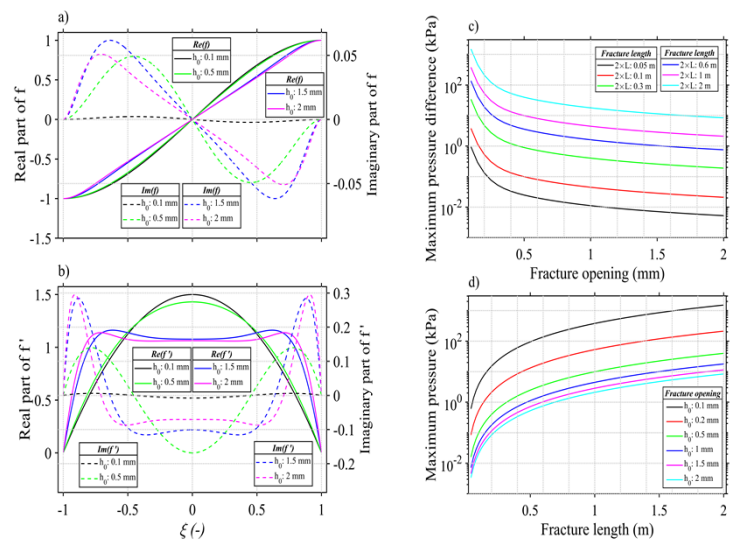 a)
Real part of f
1
0.5
0
-0.5
-1
-1.5
0.05
0
-0.05
Imaginary part of f
Re(f)
h0: 0.1 mm
h0: 0.5 mm
Re(f)
h0: 1.5 mm
h0: 2 mm
Im(f)
h0: 0.1 mm
h0: 0.5 mm
Im(f)
h0: 1.5 mm
h0: 2 mm
b)
Real part of f'
1.5
1
0.5
0
0.3
0.2
0.1
0
-0.1
-0.2
Imaginary part of f'
Re(f')
h0: 0.1 mm
h0: 0.5 mm
Re(f')
h0: 1.5 mm
h0: 2 mm
Im(f')
h0: 0.1 mm
h0: 0.5 mm
Im(f')
h0: 1.5 mm
h0: 2 mm
-1 -0.5 0 0.5 1
ξ (-)
c)
Maximum pressure difference (kPa)
10^2
10^0
10^-2
Fracture length
2×L: 0.05 m
2×L: 0.1 m
2×L: 0.3 m
Fracture length
2×L: 0.6 m
2×L: 1 m
2×L: 2 m
0.5 1 1.5 2
Fracture opening (mm)
d)
Maximum pressure (kPa)
10^2
10^0
10^-2
Fracture opening
h0: 0.1 mm
h0: 0.2 mm
h0: 0.5 mm
h0: 1 mm
h0: 1.5 mm
h0: 2 mm
0.5 1 1.5 2
Fracture length (m)